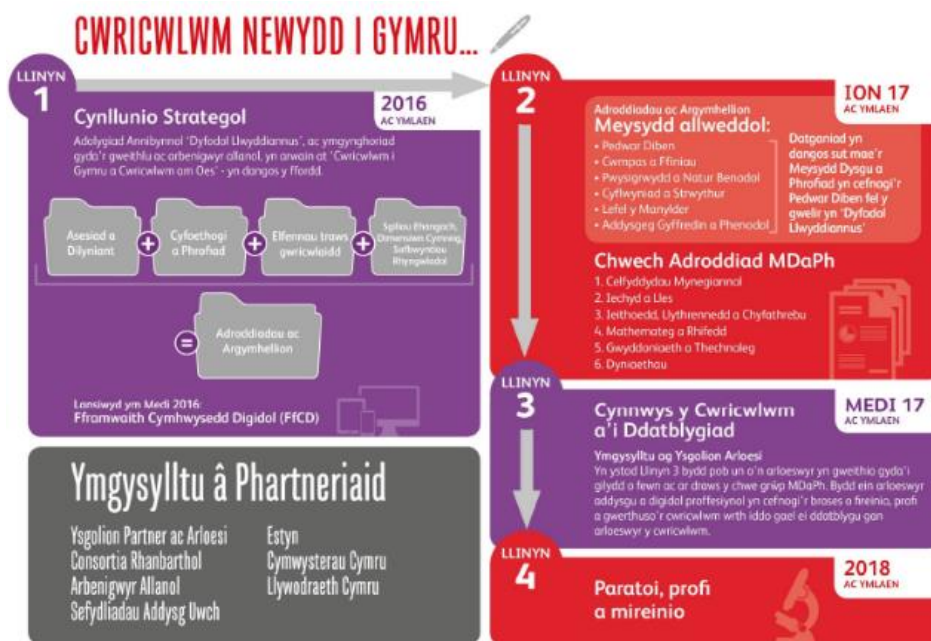 CWRICWLWM NEWYDD I GYMRU...
LLINYN
1
2016
AC YMLAEN
Cynllunio Strategol
Adolygiad Annibynnol 'Dyfodol Llwyddiannus', ac ymgynghoriad
gyda'r gweithlu ac arbenigwyr allanol, yn arwain at 'Cwricwlwm i
Gymru a Cwricwlwm am Oes' - yn dangos y ffordd.
Asesiad a
Dilyniant
+
Cyfoethogi
a Phrofiad
+
Elfennau traws
gwricwlaidd
+
Sgiliau Ehangach,
Dimensiwn Cymreig,
Safbwyntiau
Rhyngwladol
=
Adroddiadau ac
Argymhellion
Lansiwyd ym Medi 2016:
Fframwaith Cymhwysedd Digidol (FfCD)
Ymgysylltu â Phartneriaid
Ysgolion Partner ac Arloesi
Consortia Rhanbarthol
Arbenigwyr Allanol
Sefydliadau Addysg Uwch
Estyn
Cymwysterau Cymru
Llywodraeth Cymru
LLINYN
2
ION 17
AC YMLAEN
Adroddiadau ac Argymhellion
Meysydd allweddol:
• Pedwar Diben
• Cwmpas a Ffiniau
• Pwysigrwydd a Natur Benodol
• Cyflwyniad a Strwythur
• Lefel y Manylder
• Addysgeg Gyffredin a Phenodol
Datganiad yn
dangos sut mae'r
Meysydd Dysgu a
Phrofiad yn cefnogi'r
Pedwar Diben fel y
gwelir yn 'Dyfodol
Llwyddiannus'
Chwech Adroddiad MDaPh
1. Celfyddydau Mynegiannol
2. Iechyd a Lles
3. Ieithoedd, Llythrennedd a Chyfathrebu
4. Mathemateg a Rhifedd
5. Gwyddoniaeth a Thechnoleg
6. Dyniaethau
LLINYN
3
MEDI 17
AC YMLAEN
Cynnwys y Cwricwlwm
a'i Ddatblygiad
Ymgysylltu ag Ysgolion Arloesi
Yn ystod Llinyn 3 bydd pob un o'n arloeswyr yn gweithio gyda'i
gilydd o fewn ac ar draws y chwe grŵp MDaPh. Bydd ein arloeswyr
addysgu a digidol proffesiynol yn cefnogi'r broses o fireinio, profi
a gwerthuso'r cwricwlwm wrth iddo gael ei ddatblygu gan
arloeswyr y cwricwlwm.
LLINYN
4
2018
AC YMLAEN
Paratoi, profi
a mireinio